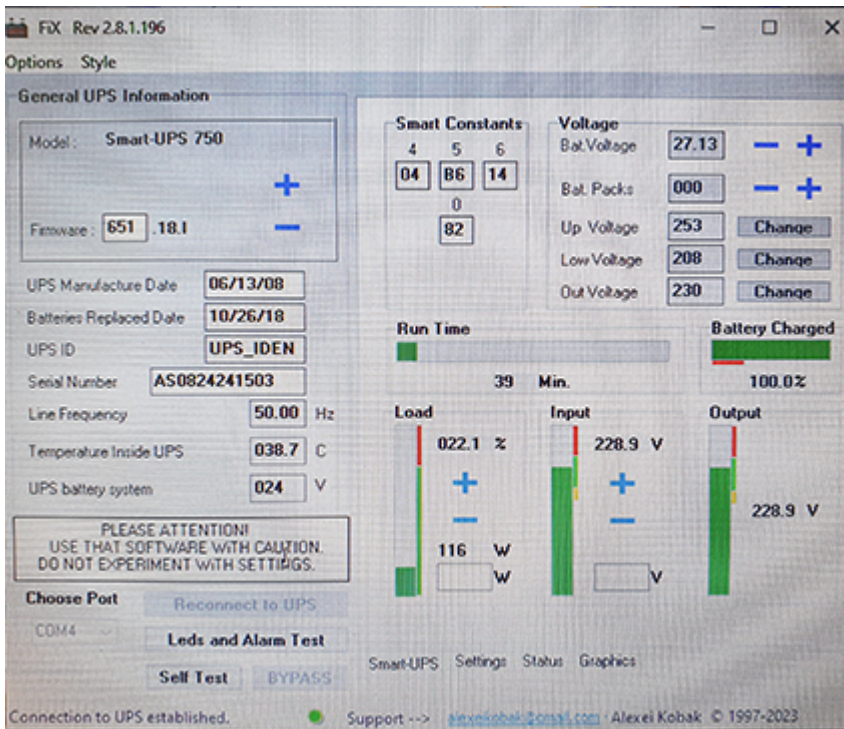 FiX Rev 2.8.1.196
Options Style
General UPS Information
Model : Smart-UPS 750
Firmware : 651 .18.I
UPS Manufacture Date 06/13/08
Batteries Replaced Date 10/26/18
UPS ID UPS_IDEN
Serial Number AS0824241503
Line Frequency 50.00 Hz
Temperature Inside UPS 038.7 C
UPS battery system 024 V
PLEASE ATTENTION!
USE THAT SOFTWARE WITH CAUTION.
DO NOT EXPERIMENT WITH SETTINGS.
Choose Port Reconnect to UPS
COM4
Leds and Alarm Test
Self Test BYPASS
Smart Constants
4 5 6
04 B6 14
0
82
Voltage
Bat.Voltage 27.13
Bat. Packs 000
Up Voltage 253 Change
Low Voltage 208 Change
Out Voltage 230 Change
Run Time
39 Min.
Battery Charged
100.0%
Load
022.1 %
116 W
W
Input
228.9 V
V
Output
228.9 V
Smart-UPS Settings Status Graphics
Connection to UPS established. Support --> Alexei Kobak © 1997-2023